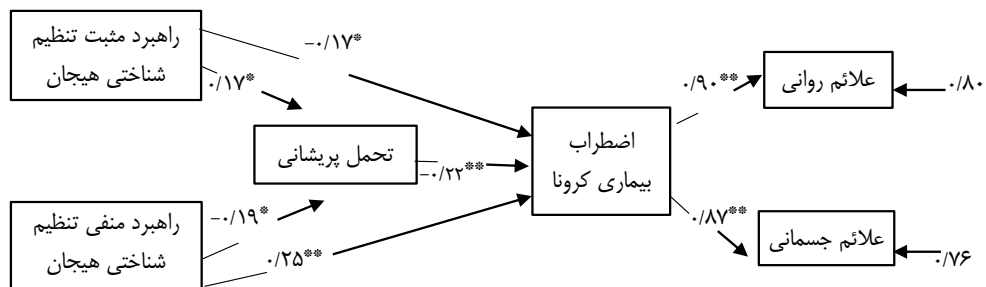 راهبرد مثبت تنظیم
شناختی هیجان
-۰/۱۷*
۰/۱۷*
تحمل پریشانی
-۰/۲۲**
راهبرد منفی تنظیم
شناختی هیجان
-۰/۱۹*
۰/۲۵**
اضطراب
بیماری کرونا
۰/۹۰**
علائم روانی
۰/۸۰
۰/۸۷**
علائم جسمانی
۰/۷۶